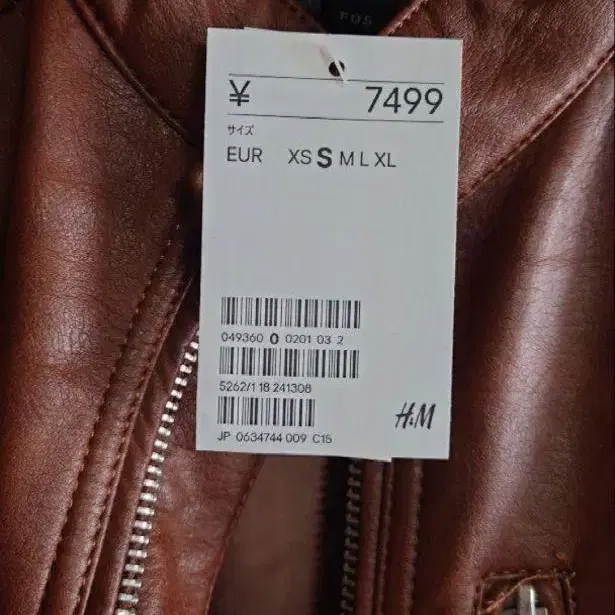 ¥ 7499
サイズ
EUR XS S M L XL
049360 0 0201 03 2
5262/1 18 241308
H&M
JP 0634744 009 C15